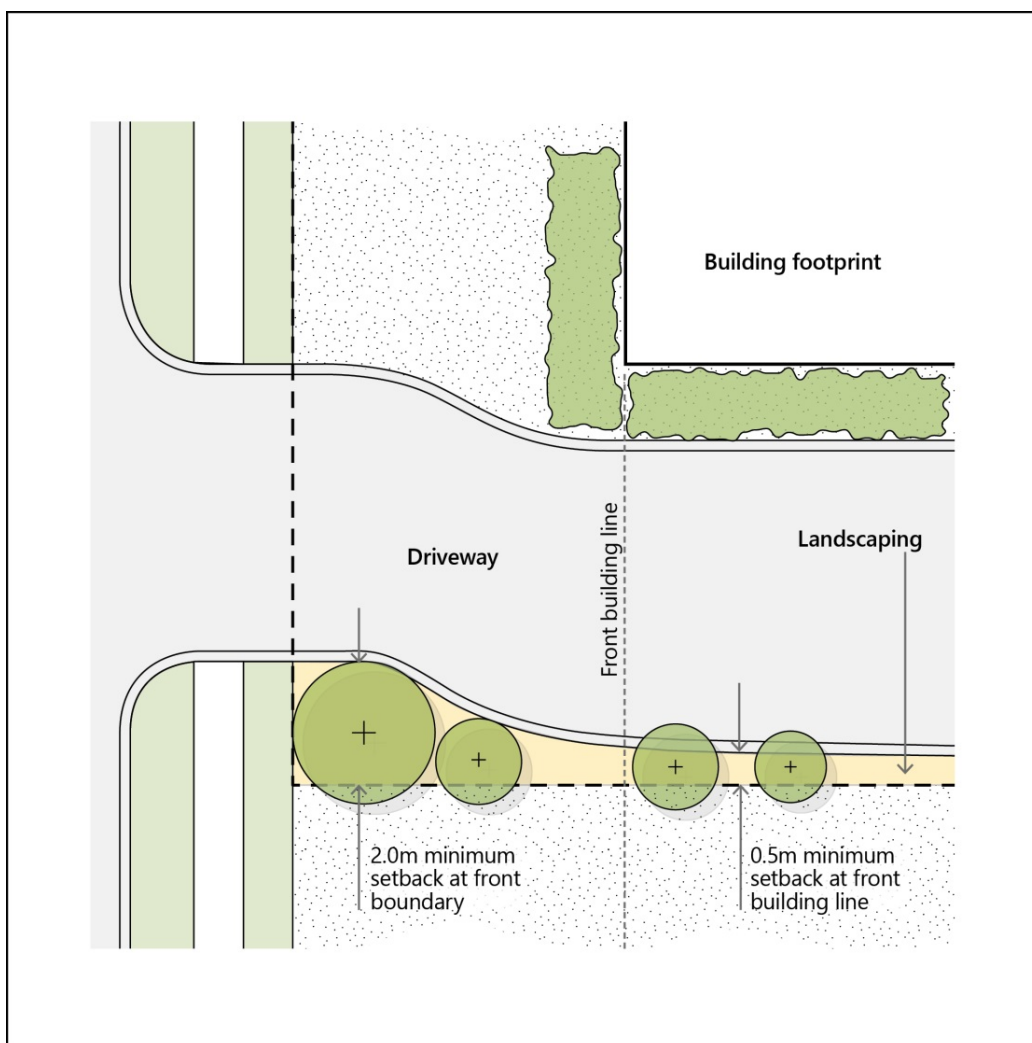 Building footprint
Landscaping
Driveway
Front building line
2.0m minimum
setback at front
boundary
0.5m minimum
setback at front
building line